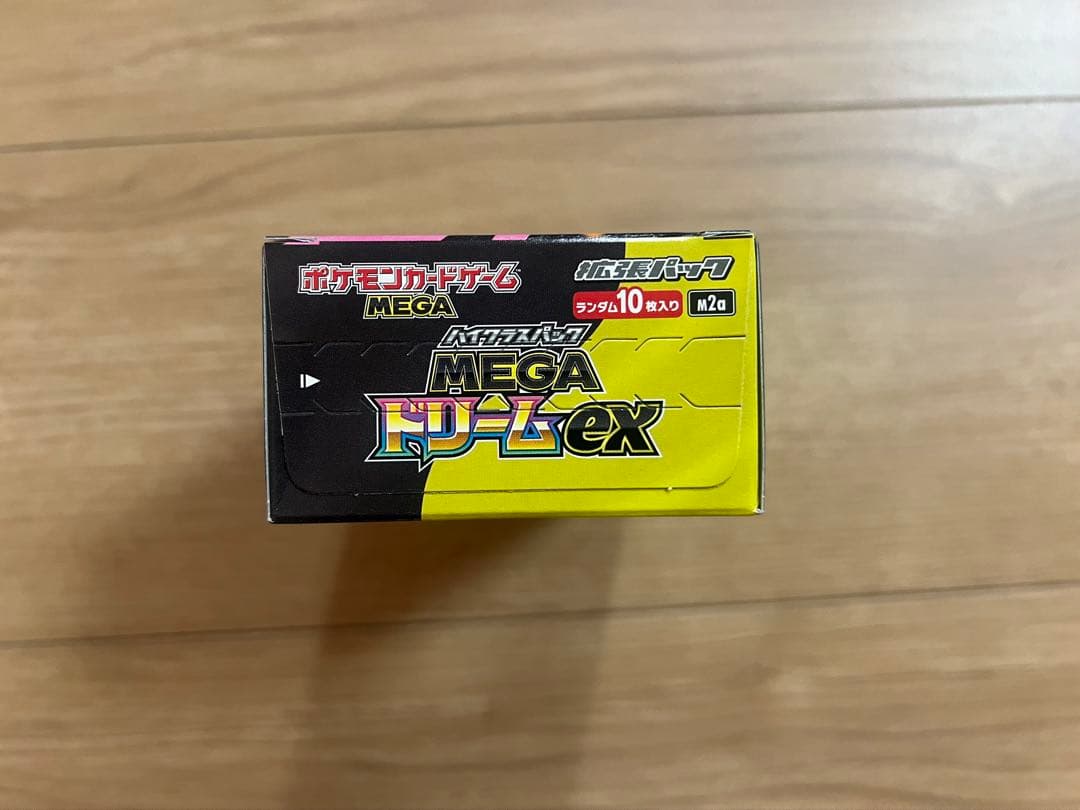 ポケモンカードゲーム
MEGA
拡張パック
ランダム10枚入り M2a
ハイクラスパック
MEGA
ドリームex